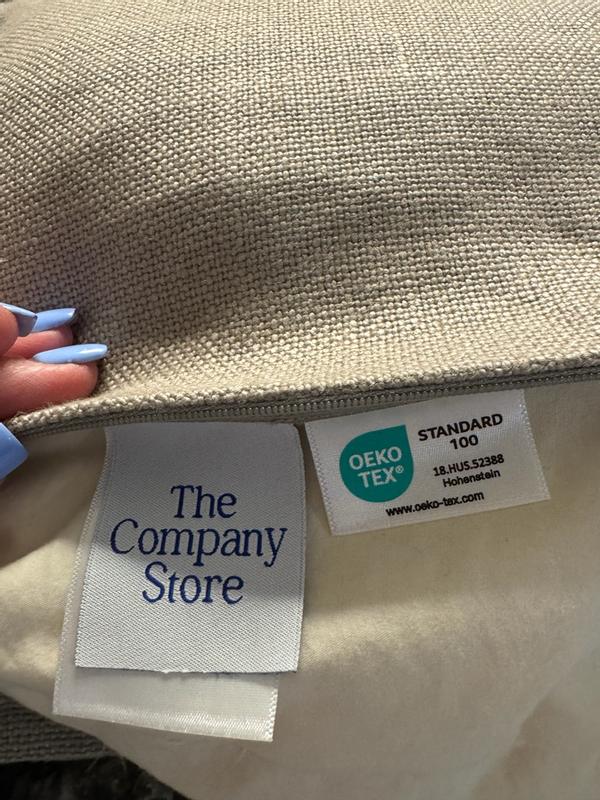 The
Company
Store
OEKO
TEX®
STANDARD
100
18.HUS.52388
Hohenstein
www.oeko-tex.com